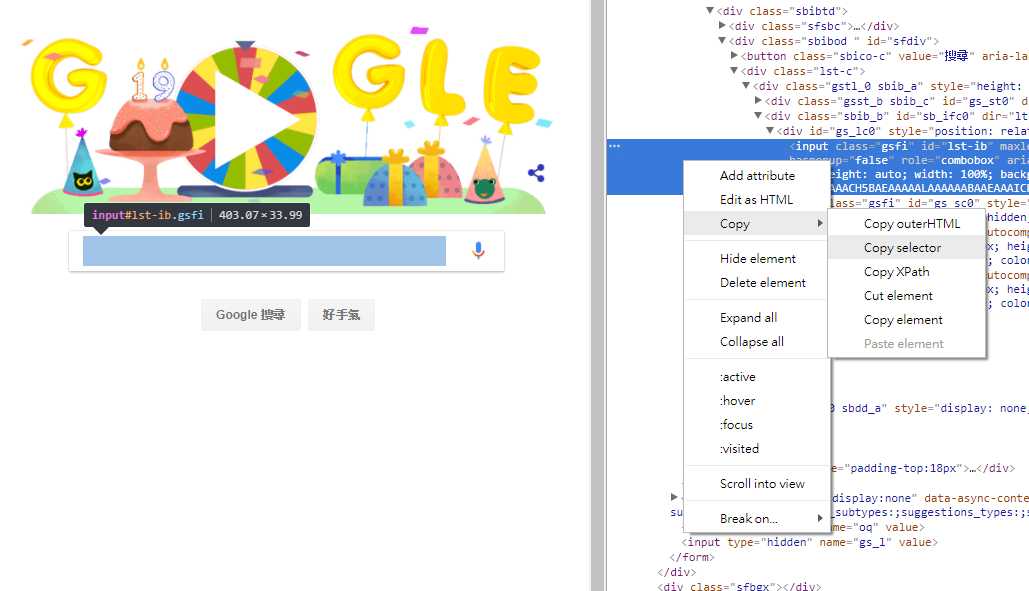 G GLE
19
input#lst-ib.gsfi 403.07×33.99
Google 搜尋 好手氣
<div class="sbibtd">
<div class="sfsbc">…</div>
<div class="sbibod " id="sfdiv">
<button class="sbico-c" value="搜尋" aria-la
<div class="lst-c">
<div class="gstl_0 sbib_a" style="height:
<div class="gsst_b sbib_c" id="gs_st0" di
<div class="sbib_b" id="sb_ifc0" dir="lt
<div id="gs_lc0" style="position: rela
<input class="gsfi" id="lst-ib" maxle
haspopup="false" role="combobox" aria
eight: auto; width: 100%; backg
AAACH5BAEAAAAALAAAAAABAAEAAAICE
lass="gsfi" id="gs_sc0" style="
hidden,
utocomp
x; heig
; color
utocomp
x; heig
; color
Add attribute
Edit as HTML
Copy
Hide element
Delete element
Expand all
Collapse all
:active
:hover
:focus
:visited
Scroll into view
Break on...
Copy outerHTML
Copy selector
Copy XPath
Cut element
Copy element
Paste element
0 sbdd_a" style="display: none;
="padding-top:18px">…</div>
display:none" data-async-conte
su _subtypes:;suggestions_types:;s
me="oq" value>
<input type="hidden" name="gs_l" value>
</form>
</div>
<div class="sfbgx"></div>